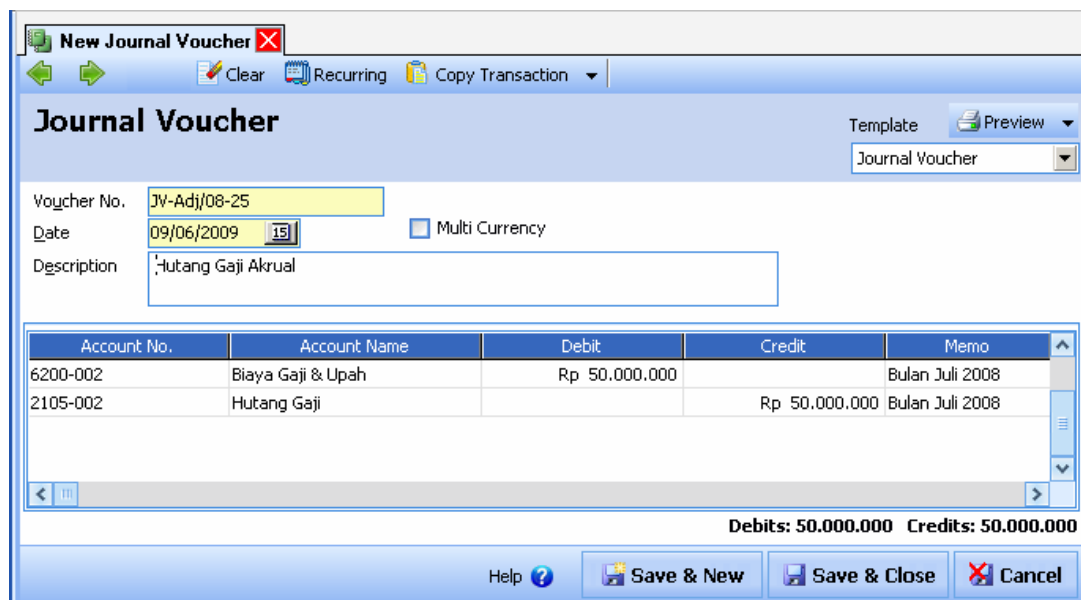 New Journal Voucher
Clear Recurring Copy Transaction
Journal Voucher
Template Preview
Journal Voucher
Voucher No. JV-Adj/08-25
Date 09/06/2009 15 Multi Currency
Description Hutang Gaji Akrual
Account No. Account Name Debit Credit Memo
6200-002 Biaya Gaji & Upah Rp 50.000.000 Bulan Juli 2008
2105-002 Hutang Gaji Rp 50.000.000 Bulan Juli 2008
Debits: 50.000.000 Credits: 50.000.000
Help ? Save & New Save & Close Cancel